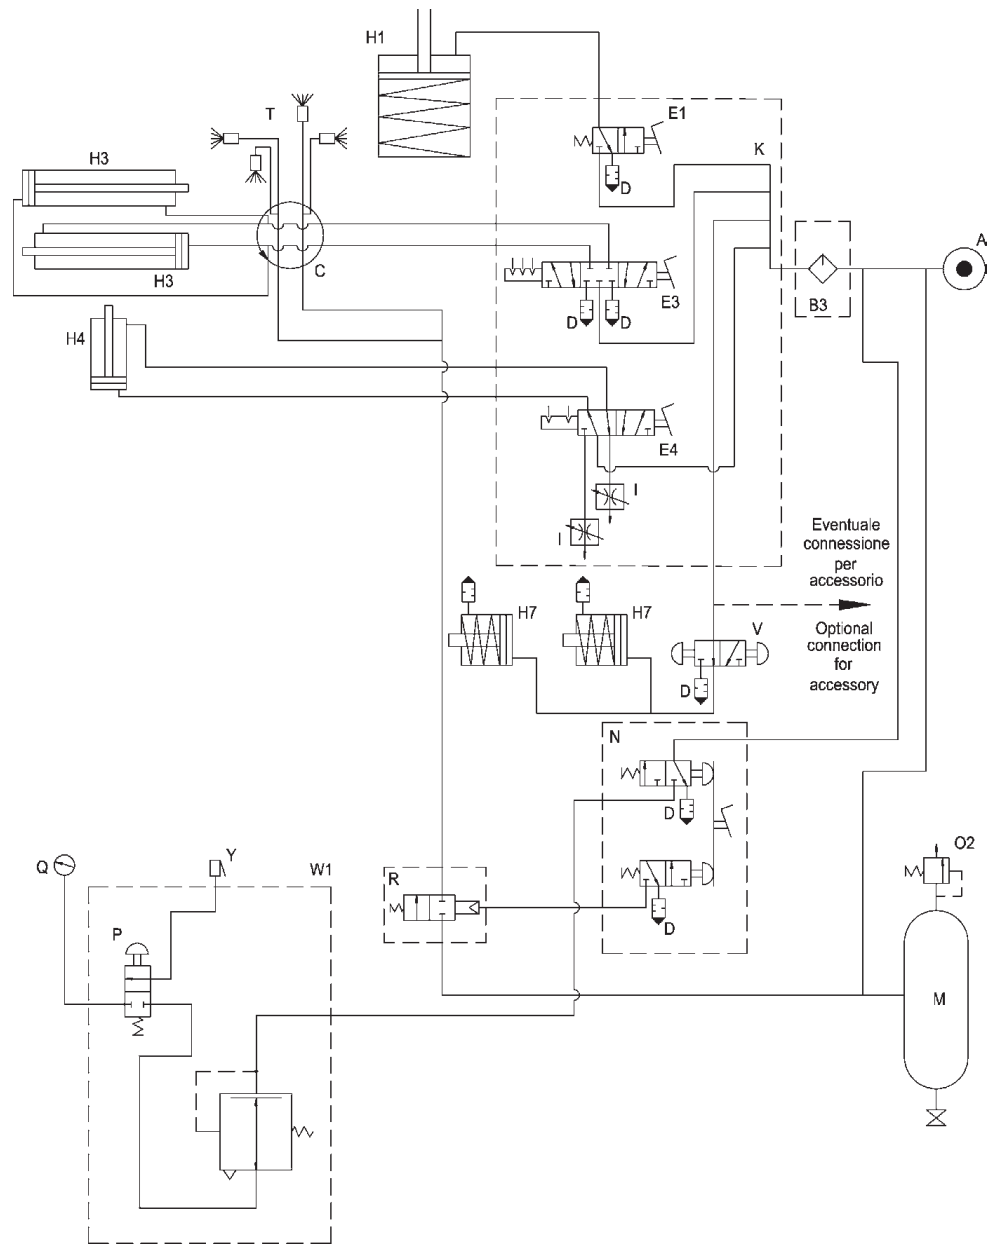 H1
E1
T
K
D
H3
A
C
H3
E3
B3
D
D
H4
E4
I
I
Eventuale
connessione
per
accessorio
H7
H7
V
Optional
connection
for
accessory
D
N
D
O2
Q
Y
W1
R
D
P
M